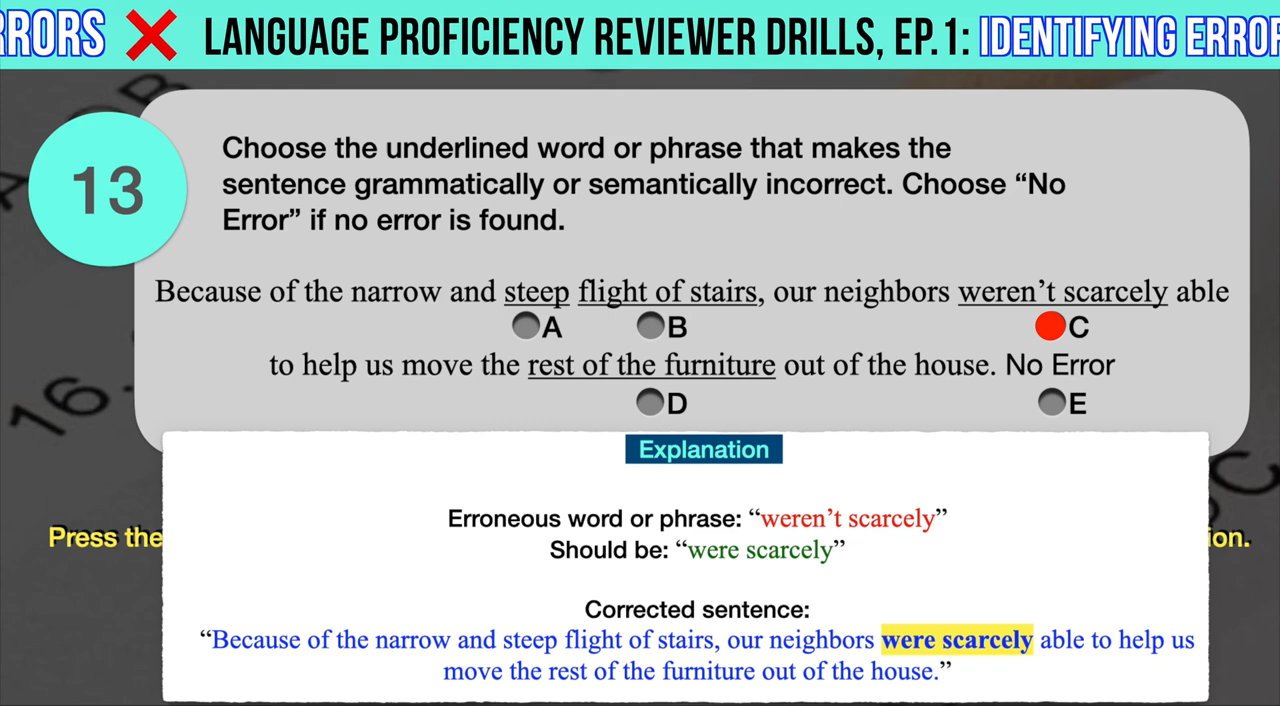 RRORS ❌ LANGUAGE PROFICIENCY REVIEWER DRILLS, EP.1: IDENTIFYING ERROR
13
Choose the underlined word or phrase that makes the
sentence grammatically or semantically incorrect. Choose “No
Error” if no error is found.
Because of the narrow and steep flight of stairs, our neighbors weren’t scarcely able
A B C
to help us move the rest of the furniture out of the house. No Error
D E
Explanation
Press the
ion.
Erroneous word or phrase: “weren’t scarcely”
Should be: “were scarcely”
Corrected sentence:
“Because of the narrow and steep flight of stairs, our neighbors were scarcely able to help us
move the rest of the furniture out of the house.”